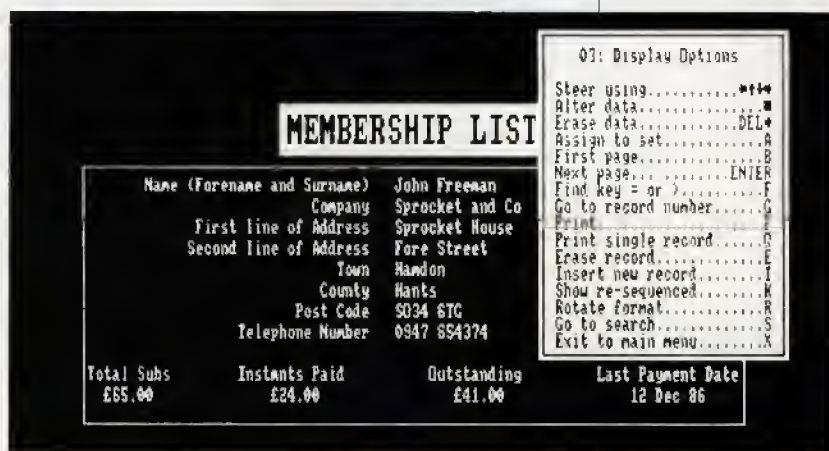 MEMBERSHIP LIST
Name (Forename and Surname) John Freeman
Company Sprocket and Co
First line of Address Sprocket House
Second line of Address Fore Street
Town Hamdon
County Hants
Post Code SO34 6TG
Telephone Number 0947 854374
Total Subs Instants Paid Outstanding Last Payment Date
£65.00 £24.00 £41.00 12 Dec 86
03: Display Options
Steer using
Alter data...............■
Erase data.............DEL
Assign to set............A
First page...............B
Next page... ........ENTER
Find key = or >..........F
Go to record number......G
Print
Print single record
Erase record.............E
Insert new record........I
Show re-sequenced........K
Rotate format............R
Go to search.............S
Exit to main menu........X